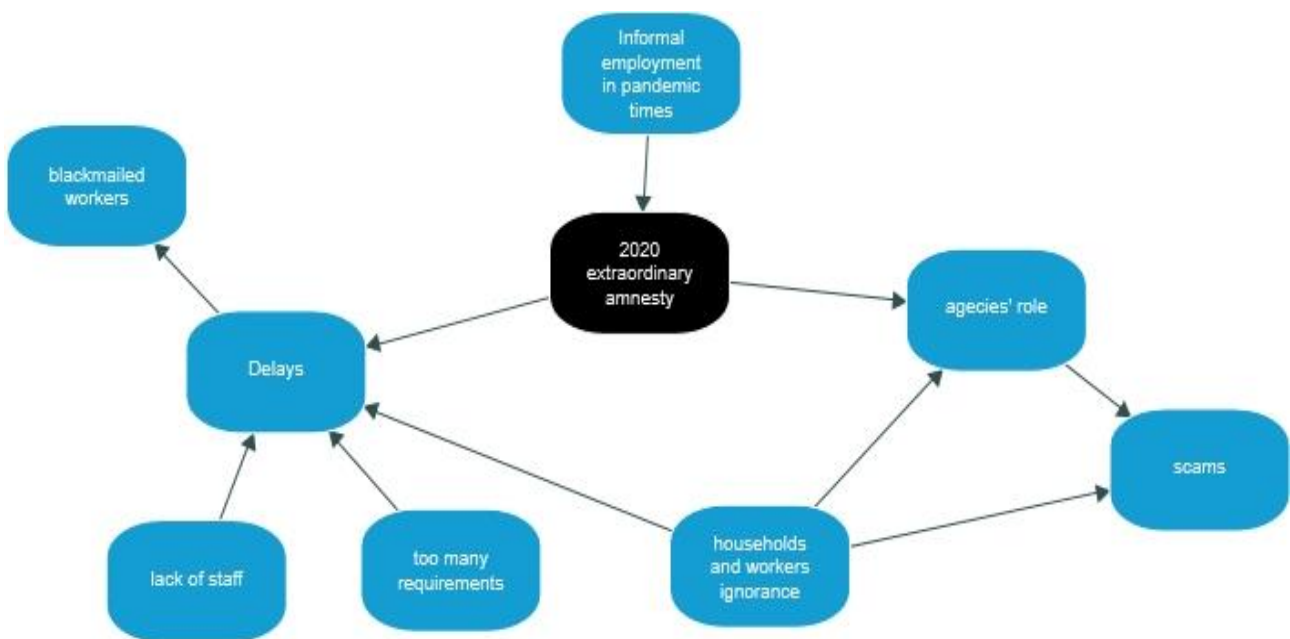 Informal
employment
in pandemic
times
blackmailed
workers
2020
extraordinary
amnesty
agecies' role
Delays
scams
lack of staff
too many
requirements
households
and workers
ignorance